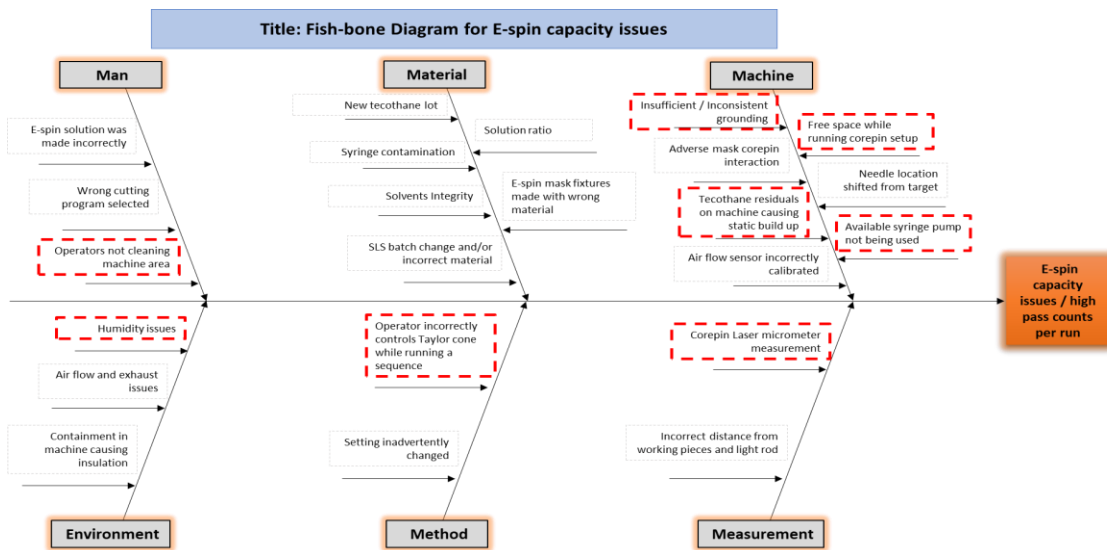 Title: Fish-bone Diagram for E-spin capacity issues
Man
Material
Machine
E-spin solution was
made incorrectly
Wrong cutting
program selected
Operators not cleaning
machine area
New tecothane lot
Solution ratio
Syringe contamination
Solvents Integrity
E-spin mask fixtures
made with wrong
material
SLS batch change and/or
incorrect material
Insufficient / Inconsistent
grounding
Free space while
running corepin setup
Adverse mask corepin
interaction
Needle location
shifted from target
Tecothane residuals
on machine causing
static build up
Available syringe pump
not being used
Air flow sensor incorrectly
calibrated
E-spin
capacity
issues / high
pass counts
per run
Humidity issues
Air flow and exhaust
issues
Containment in
machine causing
insulation
Operator incorrectly
controls Taylor cone
while running a
sequence
Setting inadvertently
changed
Corepin Laser micrometer
measurement
Incorrect distance from
working pieces and light rod
Environment
Method
Measurement